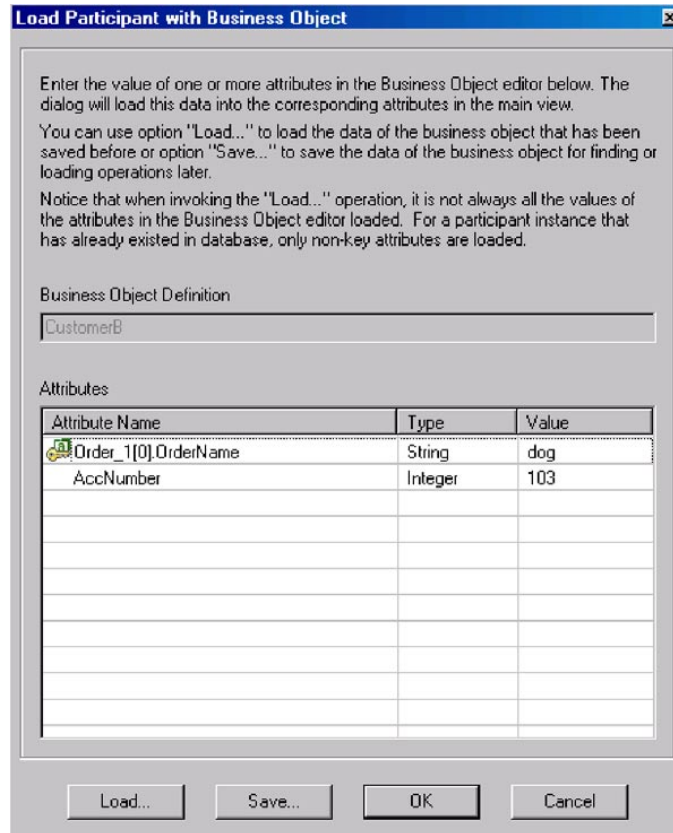 Load Participant with Business Object
Enter the value of one or more attributes in the Business Object editor below. The
dialog will load this data into the corresponding attributes in the main view.
You can use option "Load..." to load the data of the business object that has been
saved before or option "Save..." to save the data of the business object for finding or
loading operations later.
Notice that when invoking the "Load..." operation, it is not always all the values of
the attributes in the Business Object editor loaded. For a participant instance that
has already existed in database, only non-key attributes are loaded.
Business Object Definition
CustomerB
Attributes
Attribute Name Type Value
Order_1[0].OrderName String dog
AccNumber Integer 103
Load... Save... OK Cancel